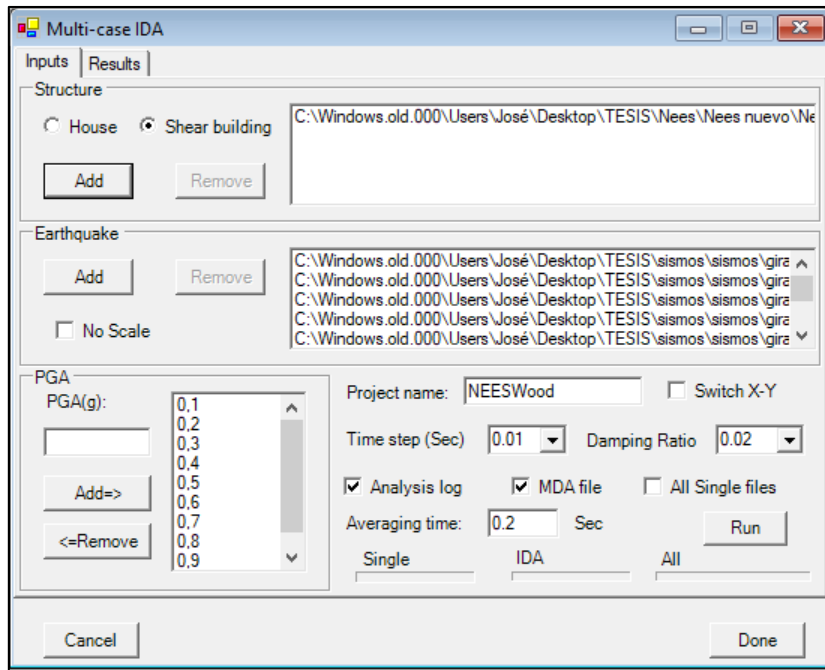 Multi-case IDA
Inputs Results
Structure
House Shear building
C:\Windows.old.000\Users\José\Desktop\TESIS\Nees\Nees nuevo\Ne
Add Remove
Earthquake
Add Remove
No Scale
C:\Windows.old.000\Users\José\Desktop\TESIS\sismos\sismos\gira
C:\Windows.old.000\Users\José\Desktop\TESIS\sismos\sismos\gira
C:\Windows.old.000\Users\José\Desktop\TESIS\sismos\sismos\gira
C:\Windows.old.000\Users\José\Desktop\TESIS\sismos\sismos\gira
C:\Windows.old.000\Users\José\Desktop\TESIS\sismos\sismos\gira
PGA
PGA(g):
Add=>
<=Remove
0,1
0,2
0,3
0,4
0,5
0,6
0,7
0,8
0,9
Project name: NEESWood Switch X-Y
Time step (Sec) 0.01 Damping Ratio 0.02
Analysis log MDA file All Single files
Averaging time: 0.2 Sec Run
Single IDA All
Cancel Done